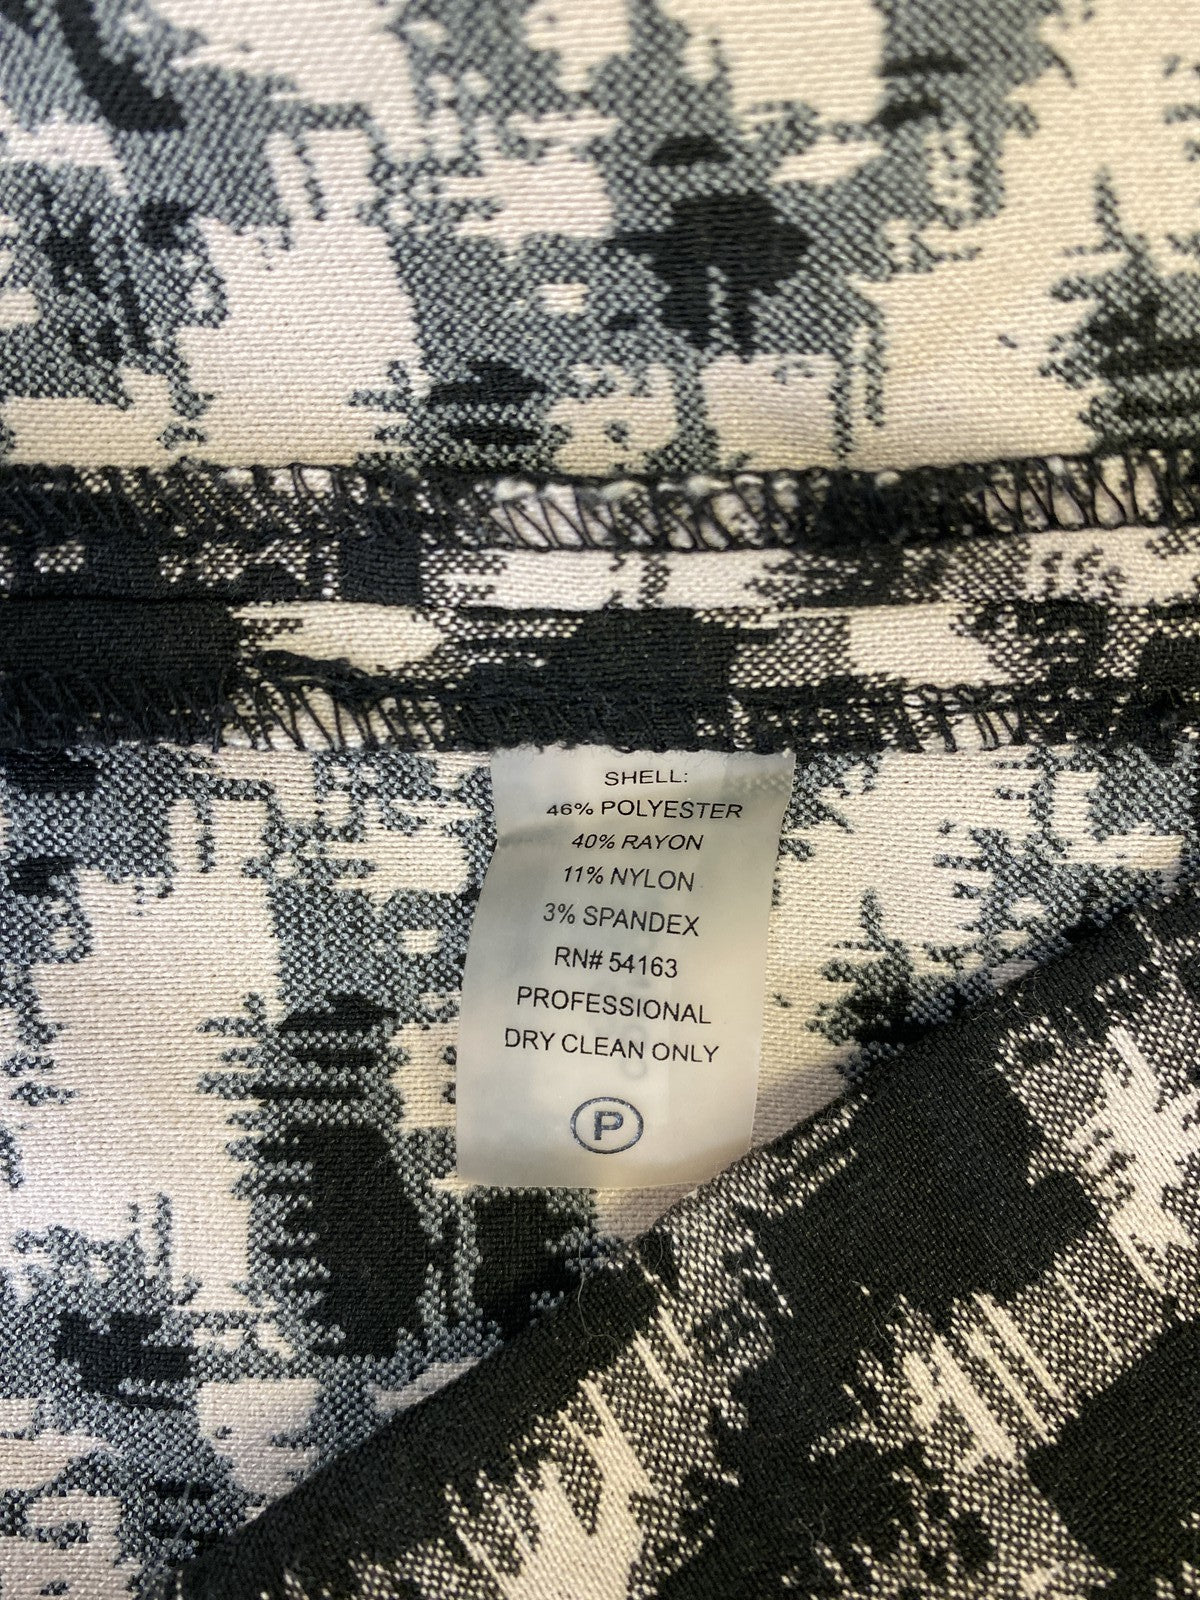 SHELL:
46% POLYESTER
40% RAYON
11% NYLON
3% SPANDEX
RN# 54163
PROFESSIONAL
DRY CLEAN ONLY
P